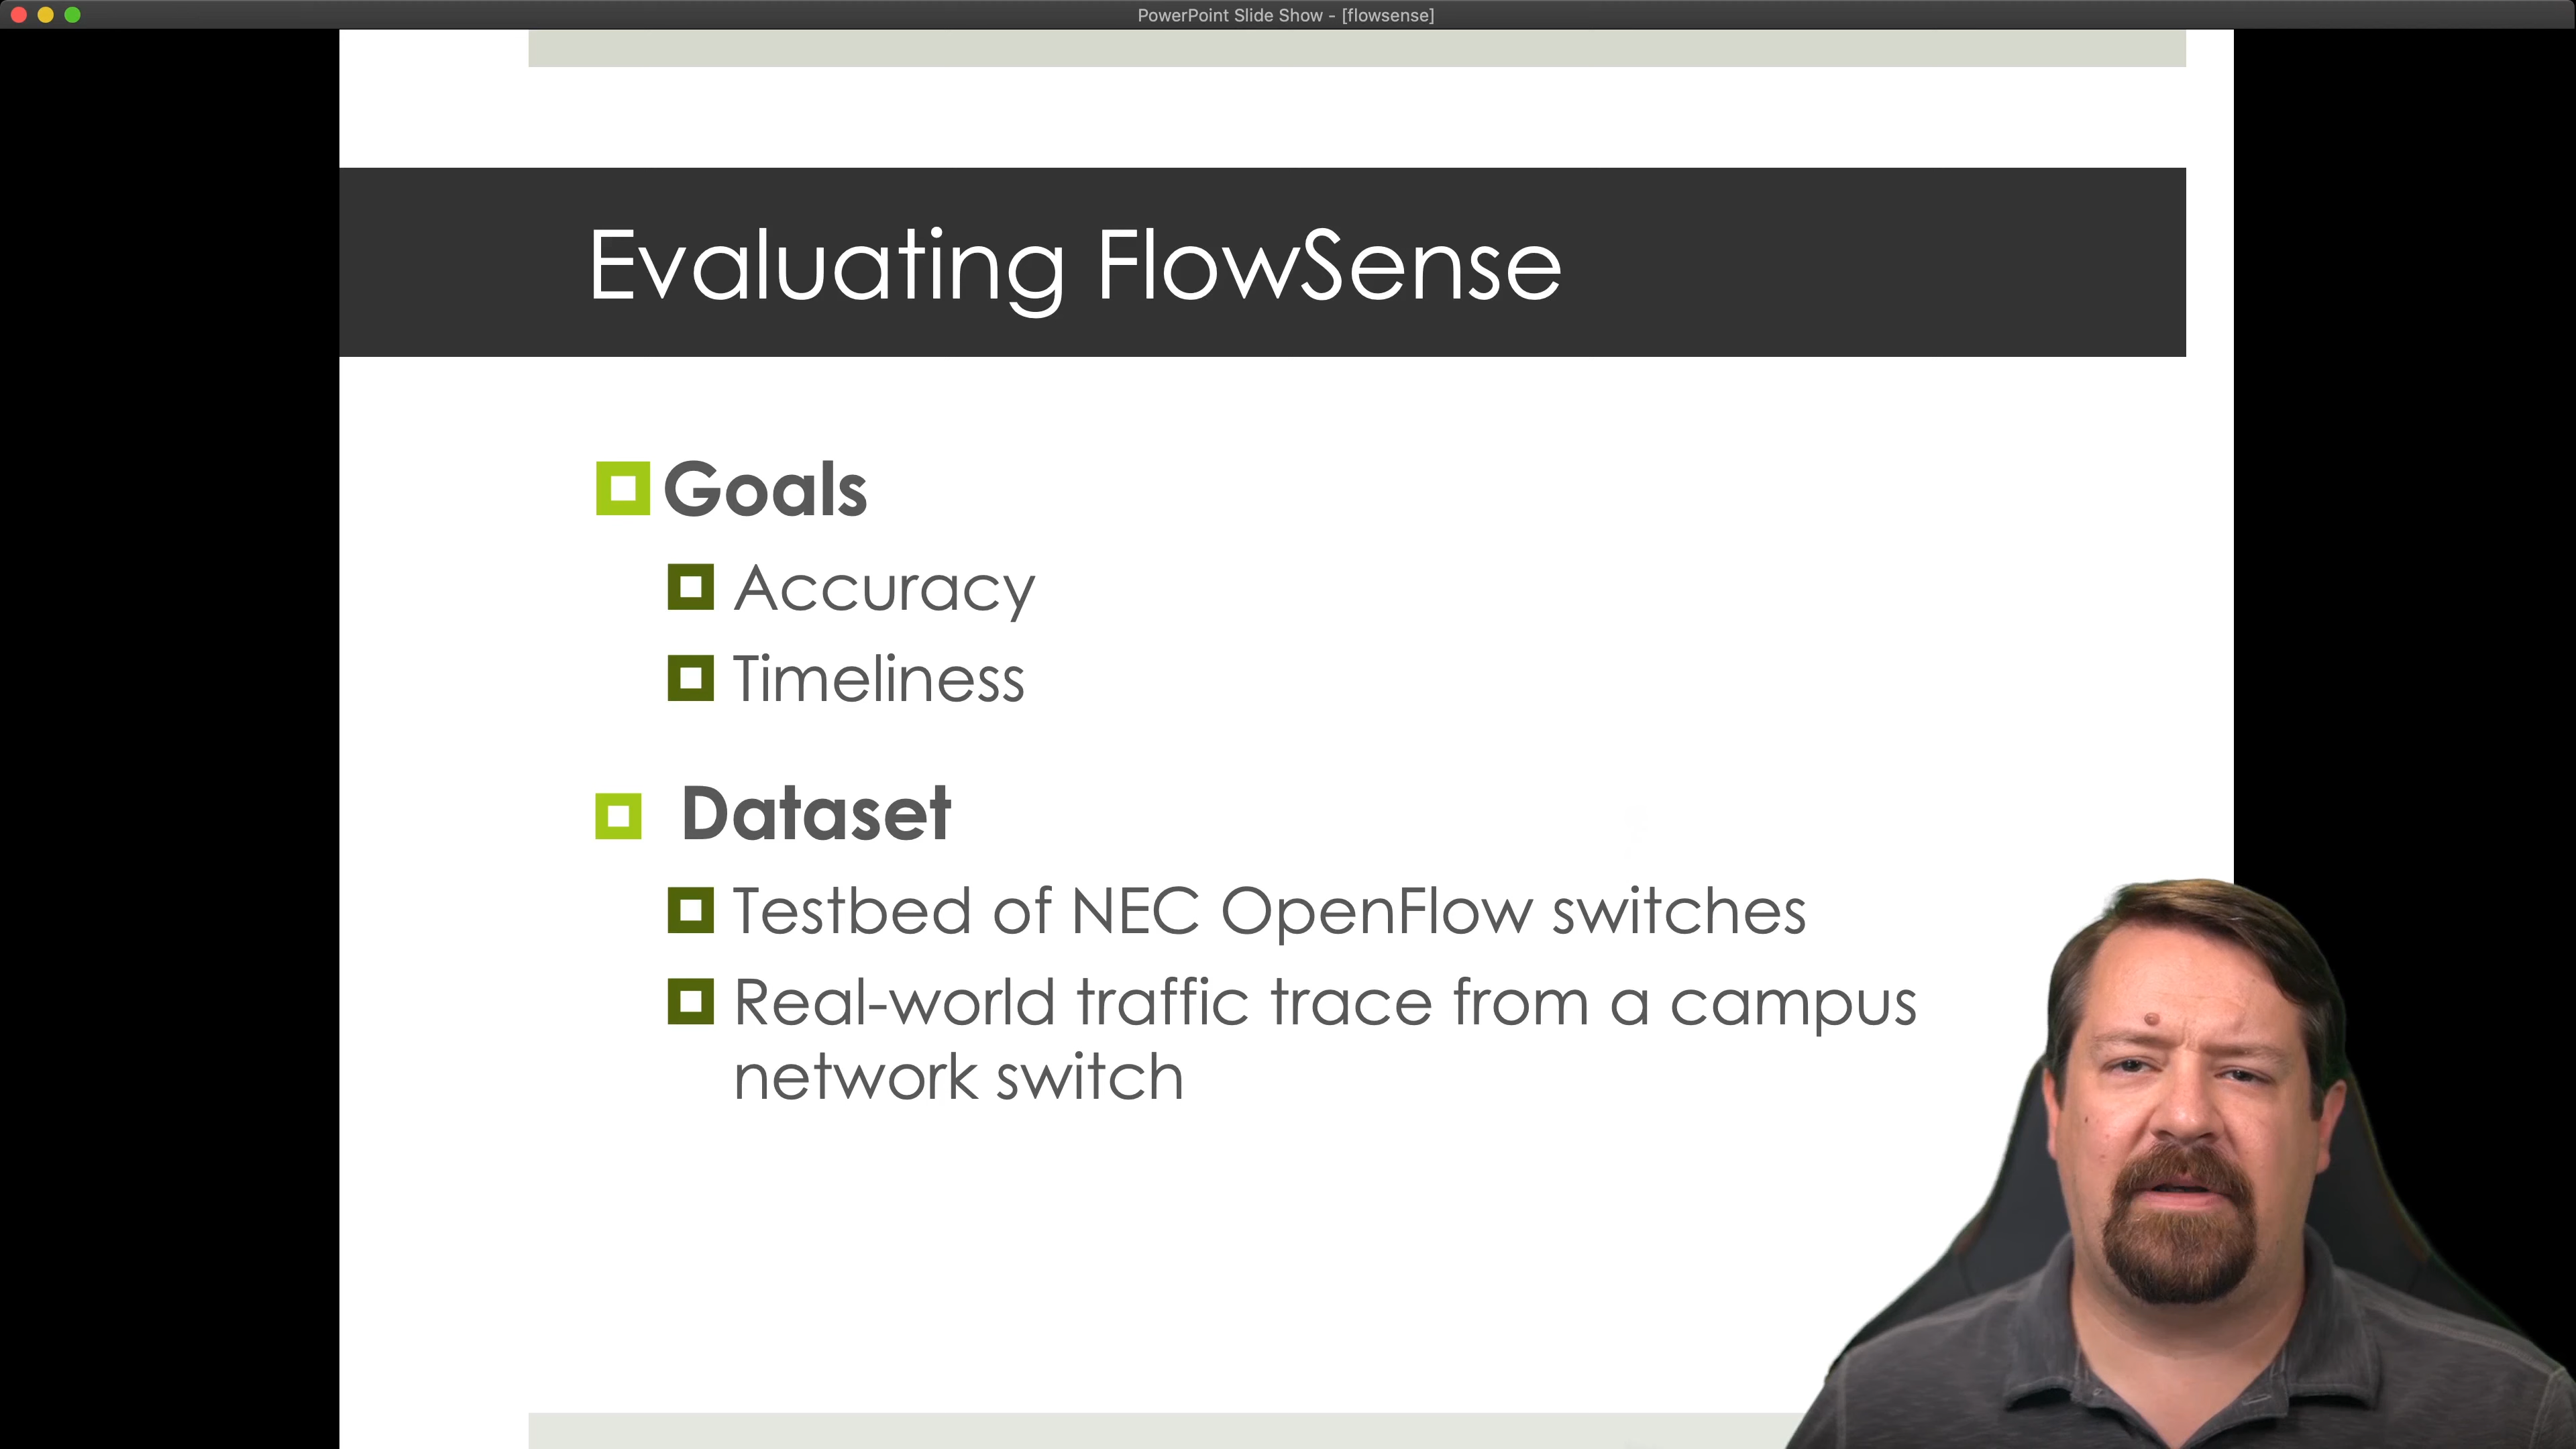 PowerPoint Slide Show - [flowsense]
Evaluating FlowSense
Goals
Accuracy
Timeliness
Dataset
Testbed of NEC OpenFlow switches
Real-world traffic trace from a campus
network switch